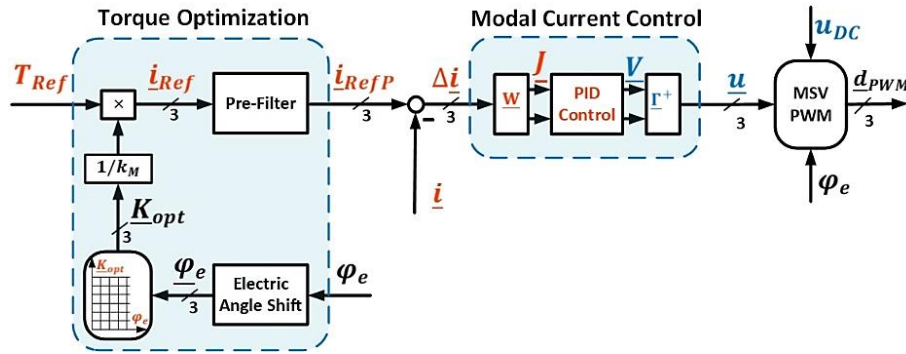 Torque Optimization
Modal Current Control
T_Ref
×
i_Ref
3
Pre-Filter
i_RefP
3
−
Δi
3
W
J
PID
Control
V
Γ⁺
u
3
u_DC
MSV
PWM
d_PWM
3
φ_e
i
1/k_M
K_opt
3
K_opt
φ_e
φ_e
3
Electric
Angle Shift
φ_e